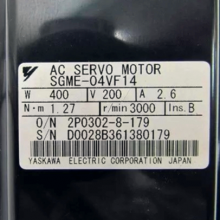 AC SERVO MOTOR
SGME-04VF14
W 400 V 200 A 2.6
N·m 1.27 r/min 3000 Ins.B
O/N 2P0302-8-179
S/N D0028B361380179
YASKAWA ELECTRIC CORPORATION JAPAN